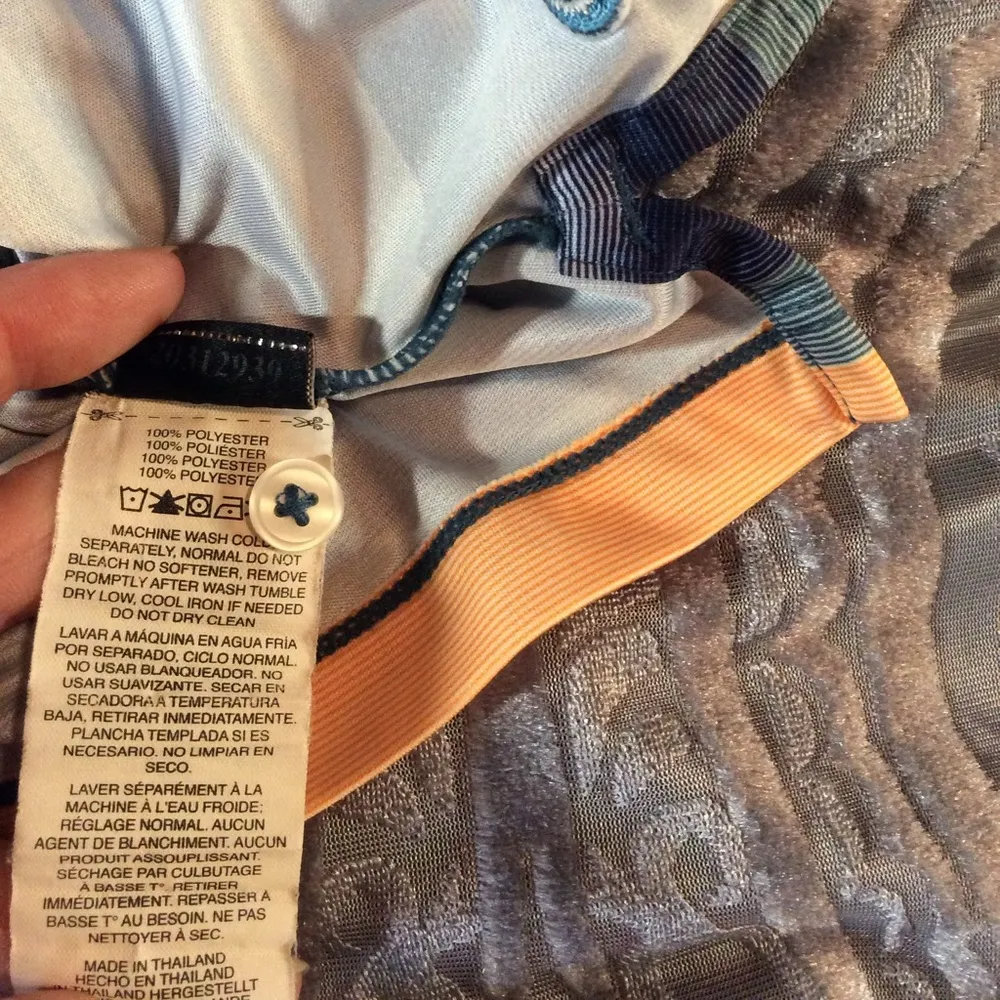 100% POLYESTER
100% POLIÉSTER
100% POLYESTER
100% POLYESTE
MACHINE WASH COL
SEPARATELY, NORMAL DO NOT
BLEACH NO SOFTENER, REMOVE
PROMPTLY AFTER WASH TUMBLE
DRY LOW, COOL IRON IF NEEDED
DO NOT DRY CLEAN
LAVAR A MÁQUINA EN AGUA FRÍA
POR SEPARADO, CICLO NORMAL.
NO USAR BLANQUEADOR. NO
USAR SUAVIZANTE. SECAR EN
SECADORA A TEMPERATURA
BAJA, RETIRAR INMEDIATAMENTE.
PLANCHA TEMPLADA SI ES
NECESARIO. NO LIMPIAR EN
SECO.
LAVER SÉPARÉMENT À LA
MACHINE À L'EAU FROIDE;
RÉGLAGE NORMAL. AUCUN
AGENT DE BLANCHIMENT. AUCUN
PRODUIT ASSOUPLISSANT.
SÉCHAGE PAR CULBUTAGE
À BASSE T°. RETIRER
IMMÉDIATEMENT. REPASSER À
BASSE T° AU BESOIN. NE PAS
NETTOYER À SEC.
MADE IN THAILAND
HECHO EN THAILAND
IN THAILAND HERGESTELLT